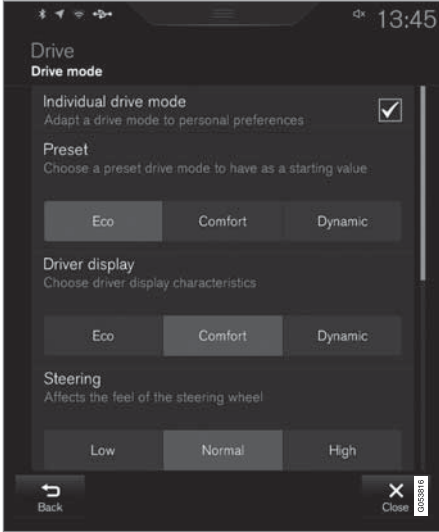 13:45
Drive
Drive mode
Individual drive mode
Adapt a drive mode to personal preferences
Preset
Choose a preset drive mode to have as a starting value
Eco Comfort Dynamic
Driver display
Choose driver display characteristics
Eco Comfort Dynamic
Steering
Affects the feel of the steering wheel
Low Normal High
Back Close
G053816